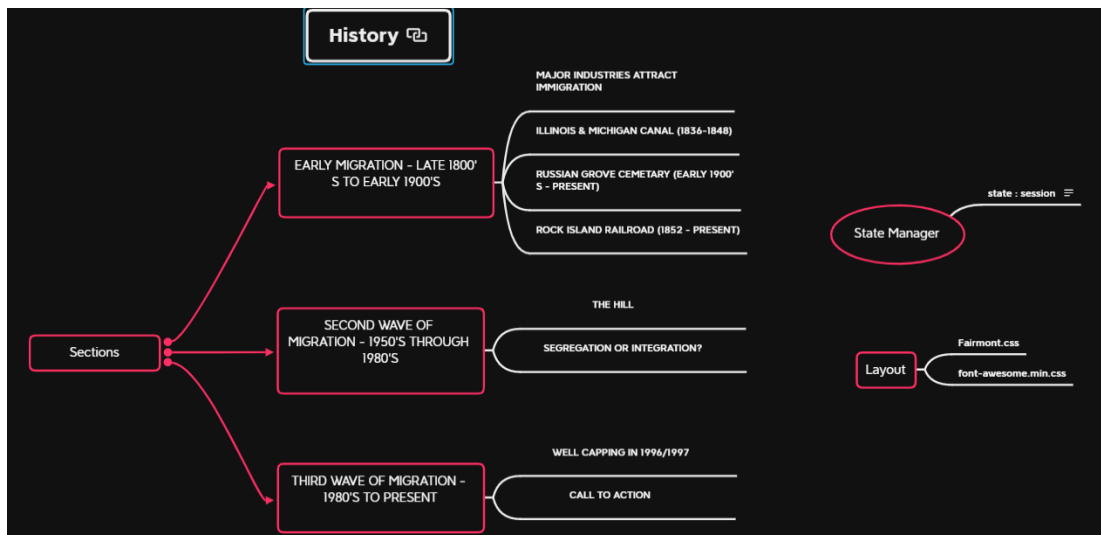 History
MAJOR INDUSTRIES ATTRACT
IMMIGRATION
ILLINOIS & MICHIGAN CANAL (1836-1848)
EARLY MIGRATION - LATE 1800'
S TO EARLY 1900'S
RUSSIAN GROVE CEMETARY (EARLY 1900'
S - PRESENT)
ROCK ISLAND RAILROAD (1852 - PRESENT)
state : session
State Manager
Sections
SECOND WAVE OF
MIGRATION - 1950'S THROUGH
1980'S
THE HILL
SEGREGATION OR INTEGRATION?
Layout
Fairmont.css
font-awesome.min.css
THIRD WAVE OF MIGRATION -
1980'S TO PRESENT
WELL CAPPING IN 1996/1997
CALL TO ACTION